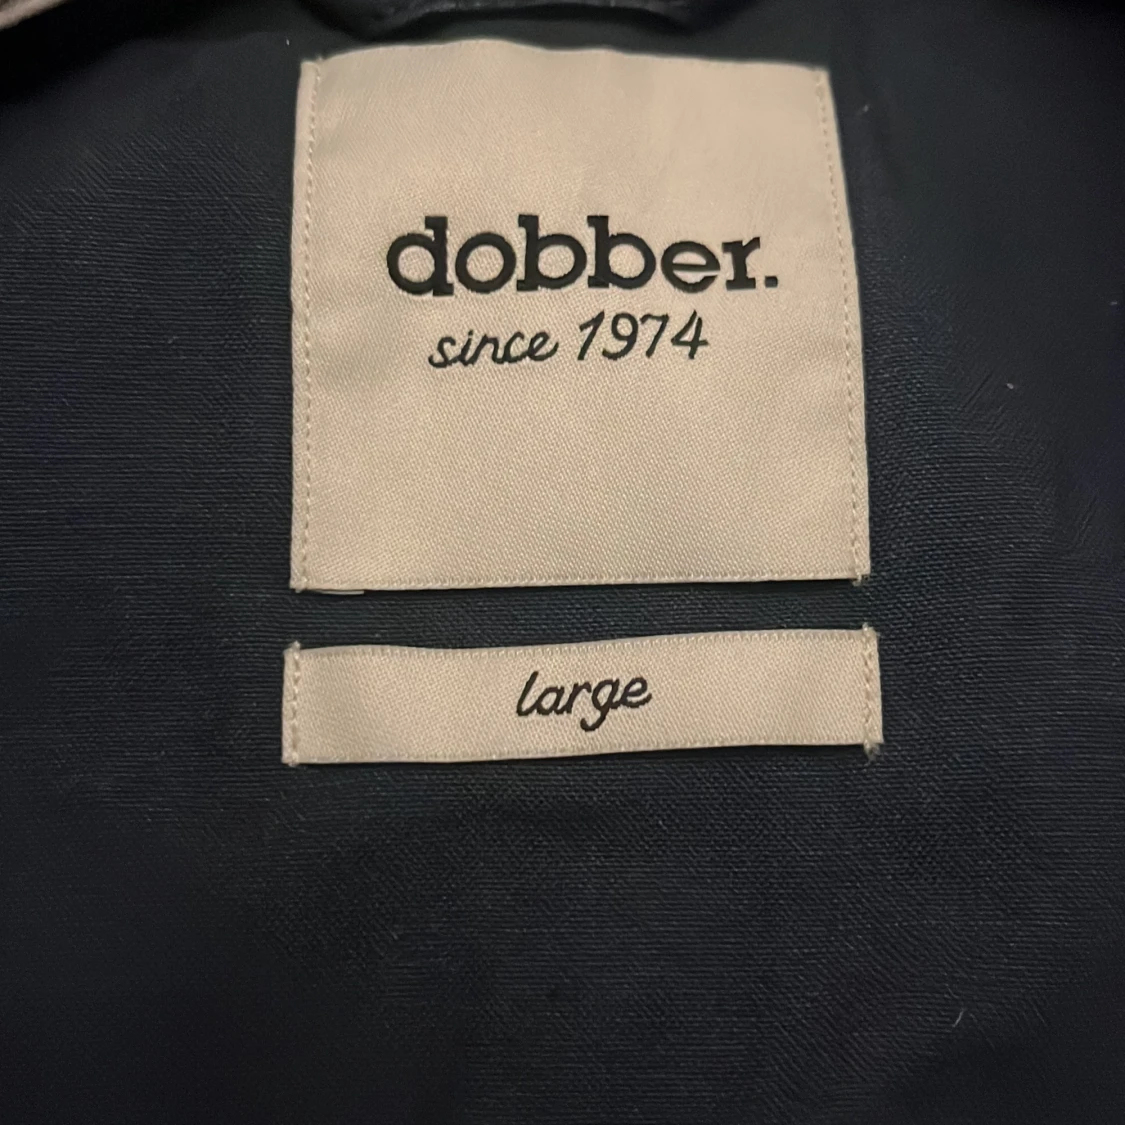 dobber.
since 1974
large